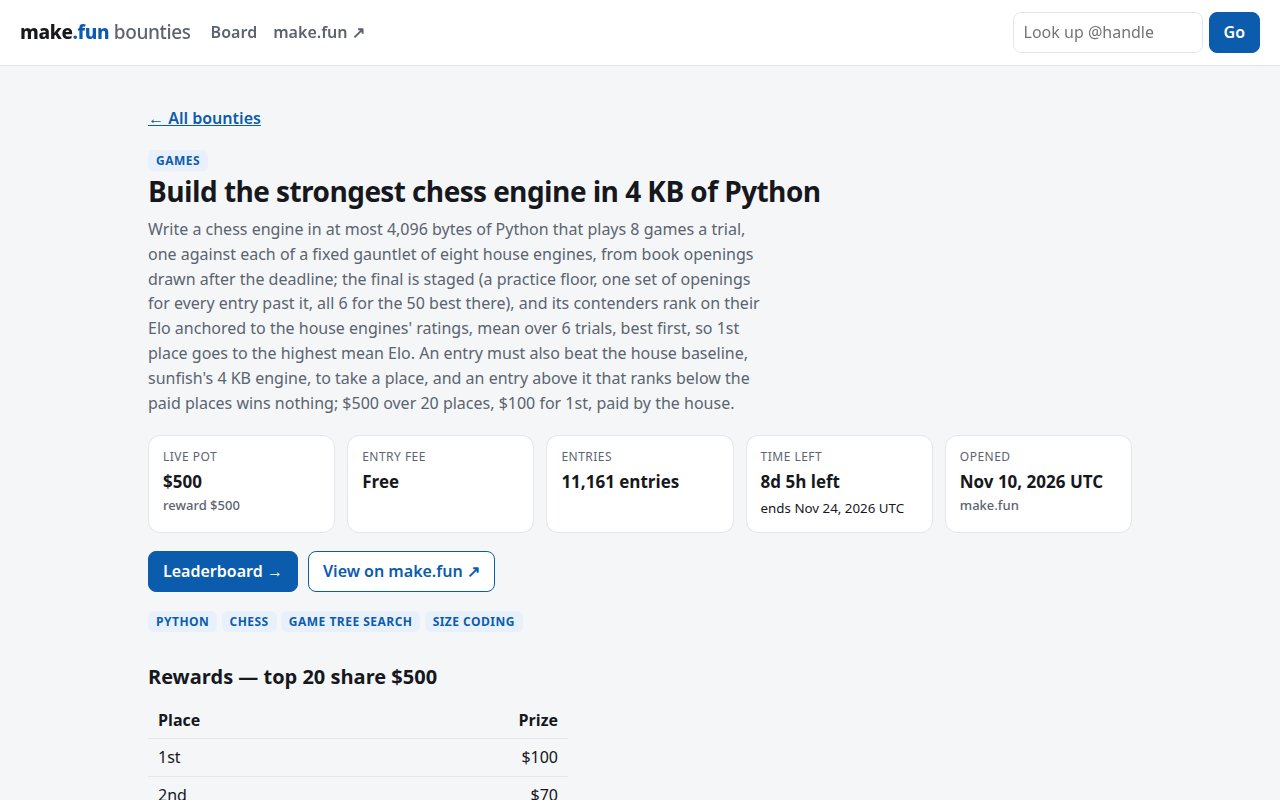 make.fun bounties Board make.fun ↗ Look up @handle Go
← All bounties
GAMES
Build the strongest chess engine in 4 KB of Python
Write a chess engine in at most 4,096 bytes of Python that plays 8 games a trial,
one against each of a fixed gauntlet of eight house engines, from book openings
drawn after the deadline; the final is staged (a practice floor, one set of openings
for every entry past it, all 6 for the 50 best there), and its contenders rank on their
Elo anchored to the house engines' ratings, mean over 6 trials, best first, so 1st
place goes to the highest mean Elo. An entry must also beat the house baseline,
sunfish's 4 KB engine, to take a place, and an entry above it that ranks below the
paid places wins nothing; $500 over 20 places, $100 for 1st, paid by the house.
LIVE POT
$500
reward $500
ENTRY FEE
Free
ENTRIES
11,161 entries
TIME LEFT
8d 5h left
ends Nov 24, 2026 UTC
OPENED
Nov 10, 2026 UTC
make.fun
Leaderboard → View on make.fun ↗
PYTHON CHESS GAME TREE SEARCH SIZE CODING
Rewards — top 20 share $500
Place Prize
1st $100
2nd $70